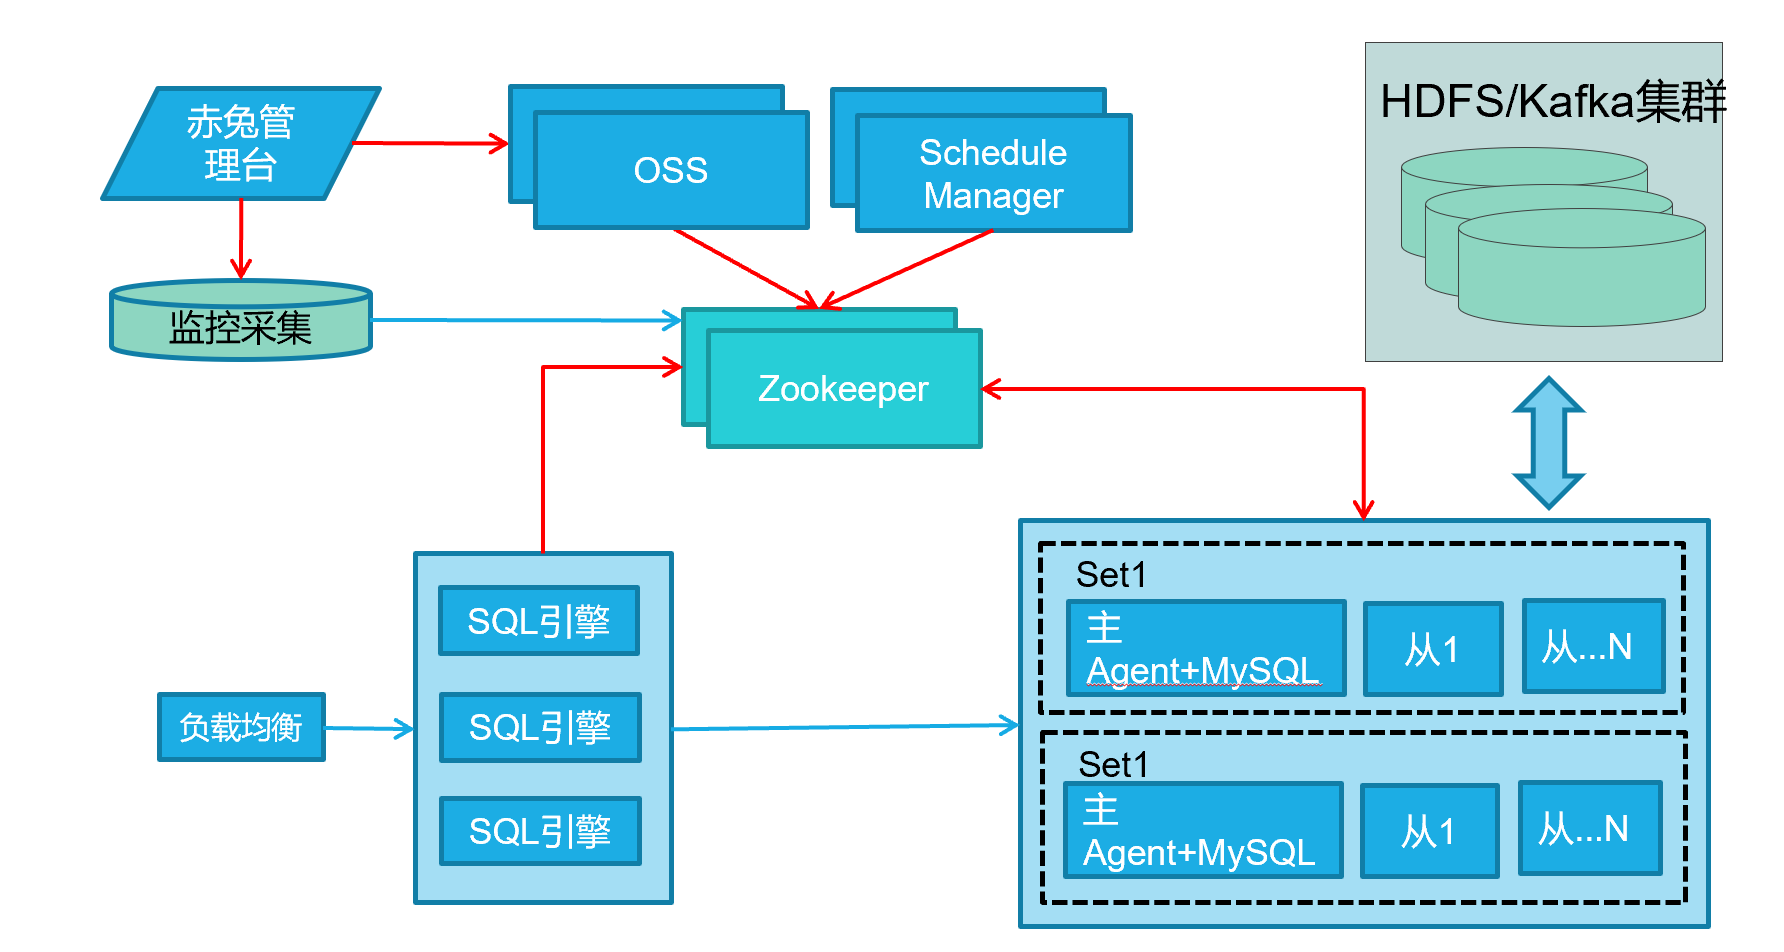 赤兔管
理台
OSS
Schedule
Manager
HDFS/Kafka集群
监控采集
Zookeeper
SQL引擎
SQL引擎
SQL引擎
负载均衡
Set1
主
Agent+MySQL
从1
从...N
Set1
主
Agent+MySQL
从1
从...N